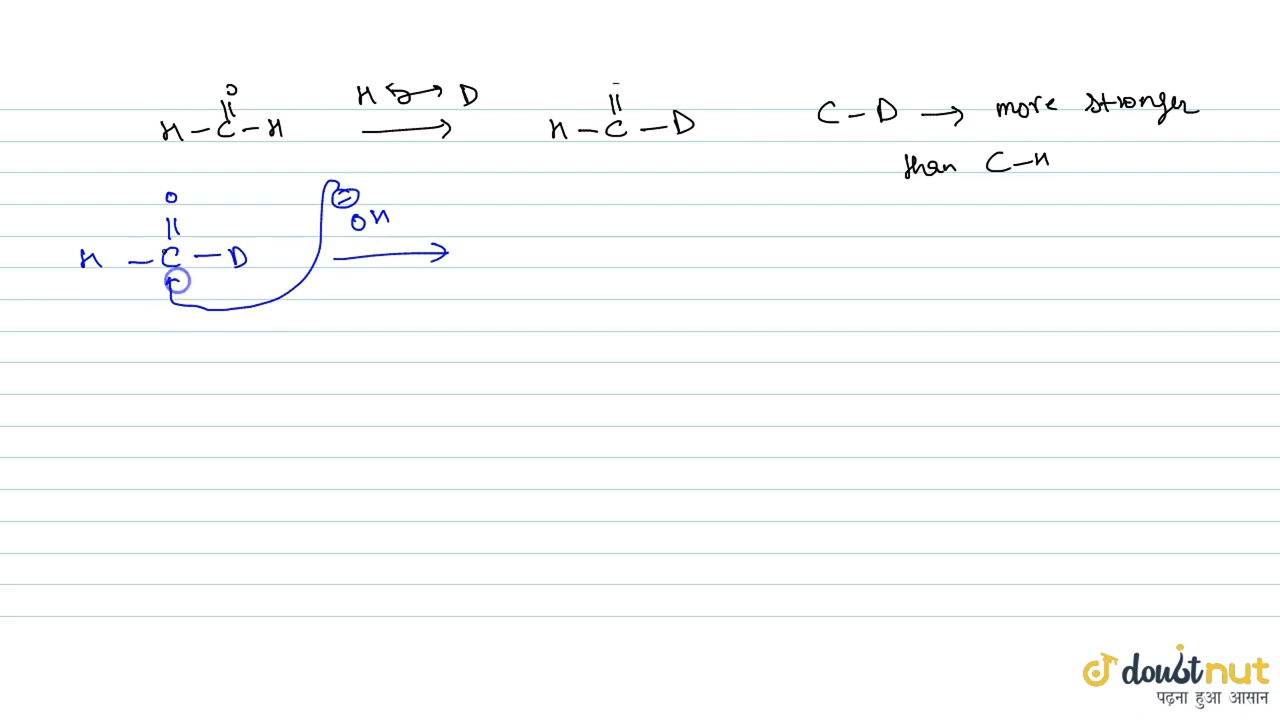 O
||
H – C – H
H ↔ D
⟶
||
H – C – D
C – D → more stronger
than C – H
O
||
H – C – D
⊖
OH
⟶
doubtnut
पढ़ना हुआ आसान